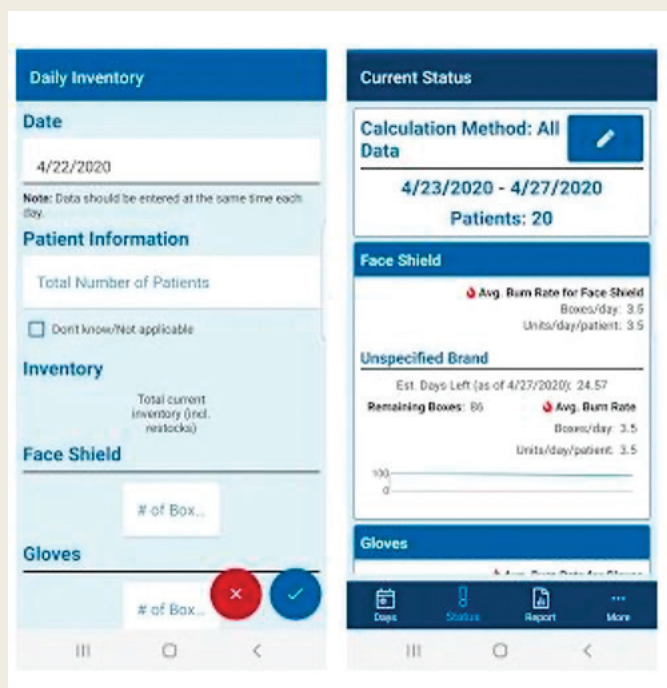 Daily Inventory
Date
4/22/2020
Note: Data should be entered at the same time each
day.
Patient Information
Total Number of Patients
Don't know/Not applicable
Inventory
Total current
inventory (incl.
restocks)
Face Shield
# of Box..
Gloves
# of Box..
Current Status
Calculation Method: All
Data
4/23/2020 - 4/27/2020
Patients: 20
Face Shield
Avg. Burn Rate for Face Shield
Boxes/day: 3.5
Units/day/patient: 3.5
Unspecified Brand
Est. Days Left (as of 4/27/2020): 24.57
Remaining Boxes: 86 Avg. Burn Rate
Boxes/day: 3.5
Units/day/patient: 3.5
100
0
Gloves
Days Status Report More